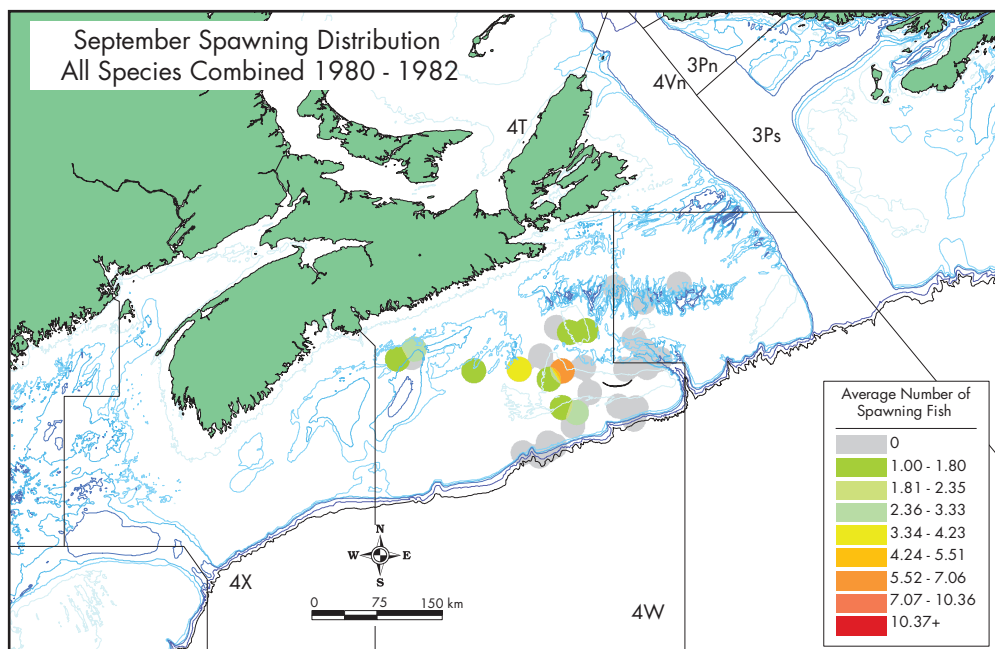 September Spawning Distribution
All Species Combined 1980 - 1982
3Pn
4Vn
3Ps
4T
Average Number of
Spawning Fish
0
1.00 - 1.80
1.81 - 2.35
2.36 - 3.33
3.34 - 4.23
4.24 - 5.51
5.52 - 7.06
7.07 - 10.36
10.37+
N
W E
S
4X
0 75 150 km
4W